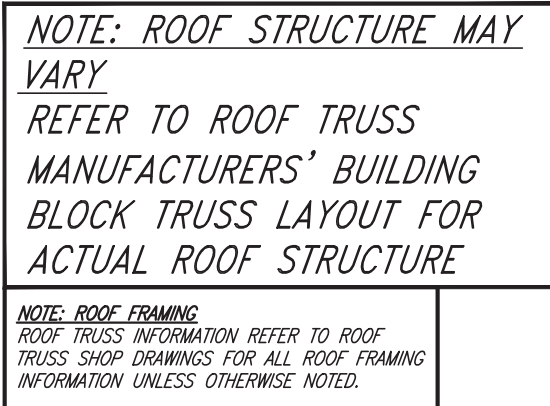 NOTE: ROOF STRUCTURE MAY
VARY
REFER TO ROOF TRUSS
MANUFACTURERS' BUILDING
BLOCK TRUSS LAYOUT FOR
ACTUAL ROOF STRUCTURE
NOTE: ROOF FRAMING
ROOF TRUSS INFORMATION REFER TO ROOF
TRUSS SHOP DRAWINGS FOR ALL ROOF FRAMING
INFORMATION UNLESS OTHERWISE NOTED.